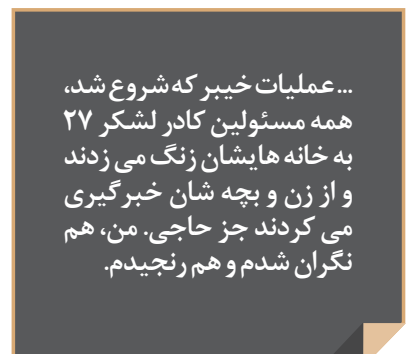 ...عملیات خیبر که شروع شد،
همه مسئولین کادر لشکر ۲۷
به خانه هایشان زنگ می زدند
و از زن و بچه شان خبرگیری
می کردند جز حاجی. من، هم
نگران شدم و هم رنجیدم.